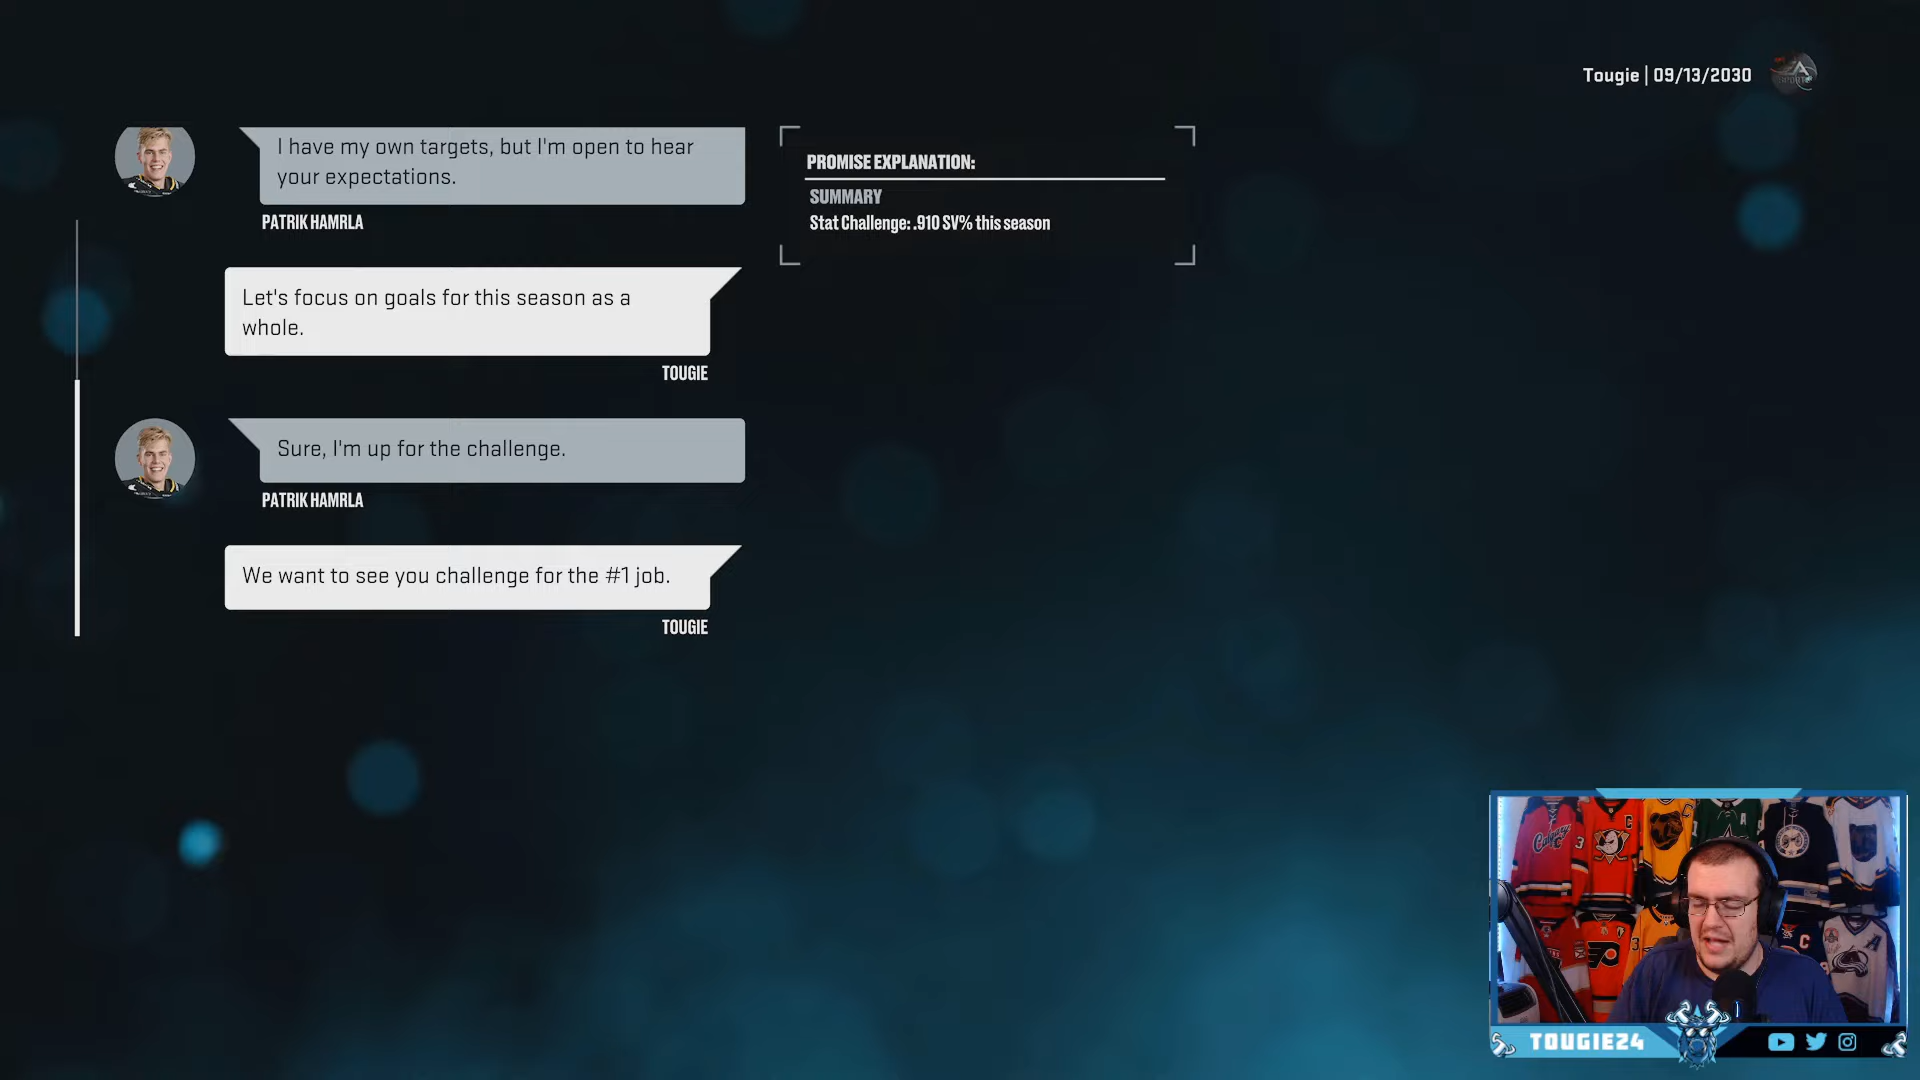 Tougie | 09/13/2030
I have my own targets, but I'm open to hear
your expectations.
PATRIK HAMRLA
Let's focus on goals for this season as a
whole.
TOUGIE
Sure, I'm up for the challenge.
PATRIK HAMRLA
We want to see you challenge for the #1 job.
TOUGIE
PROMISE EXPLANATION:
SUMMARY
Stat Challenge: .910 SV% this season
Calgary
TOUGIE24